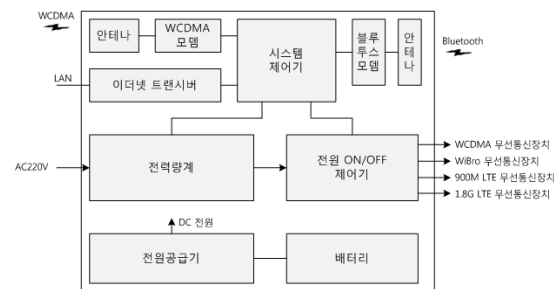 WCDMA
안테나
WCDMA
모뎀
시스템
제어기
블루
투스
모뎀
안
테
나
Bluetooth
LAN
이더넷 트랜시버
AC220V
전력량계
전원 ON/OFF
제어기
WCDMA 무선통신장치
WiBro 무선통신장치
900M LTE 무선통신장치
1.8G LTE 무선통신장치
DC 전원
전원공급기
배터리